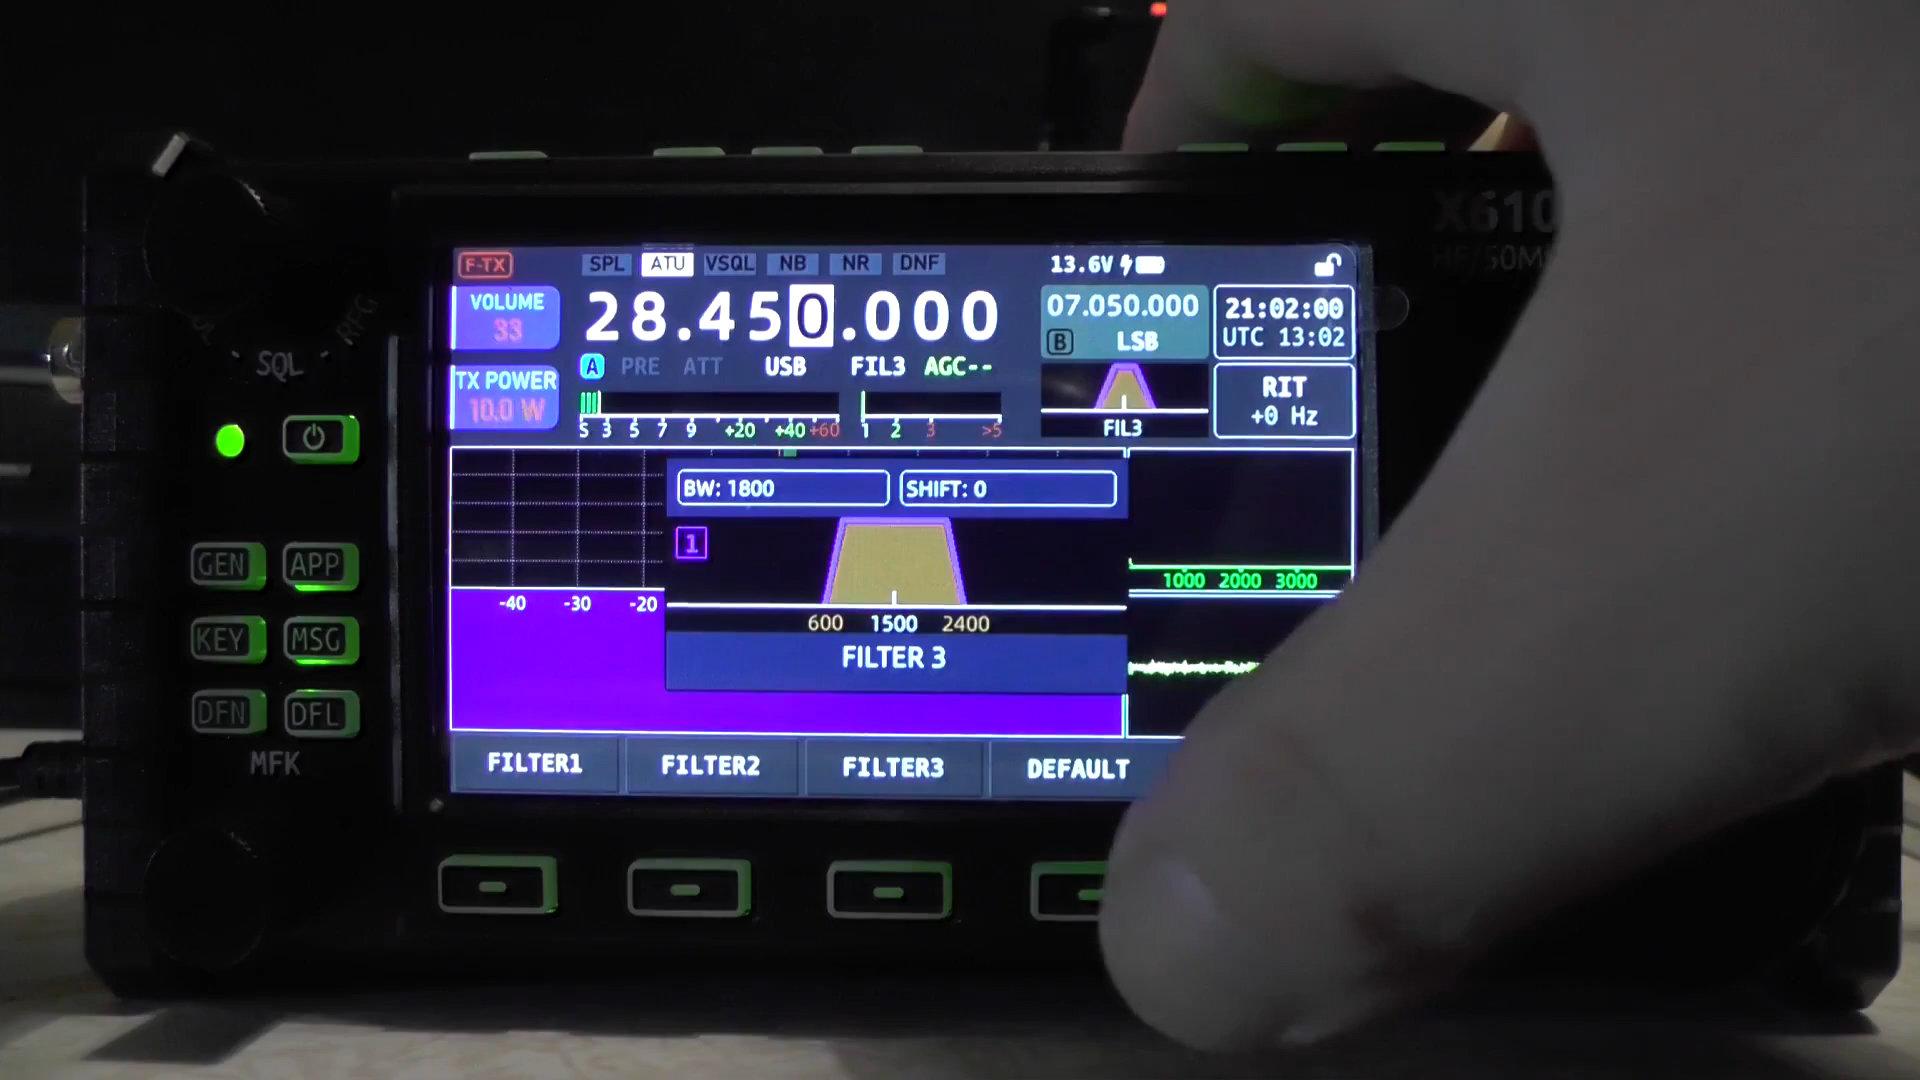 X610
HF/50M
F-TX SPL ATU VSQL NB NR DNF 13.6V
VOLUME
33
28.450.000
07.050.000
B LSB
21:02:00
UTC 13:02
A PRE ATT USB FIL3 AGC--
TX POWER
10.0 W
S 3 5 7 9 +20 +40 +60
1 2 3 >5
FIL3
RIT
+0 Hz
BW: 1800
SHIFT: 0
1
600 1500 2400
FILTER 3
-40 -30 -20
1000 2000 3000
FILTER1 FILTER2 FILTER3 DEFAULT
RFG
SQL
GEN APP
KEY MSG
DFN DFL
MFK